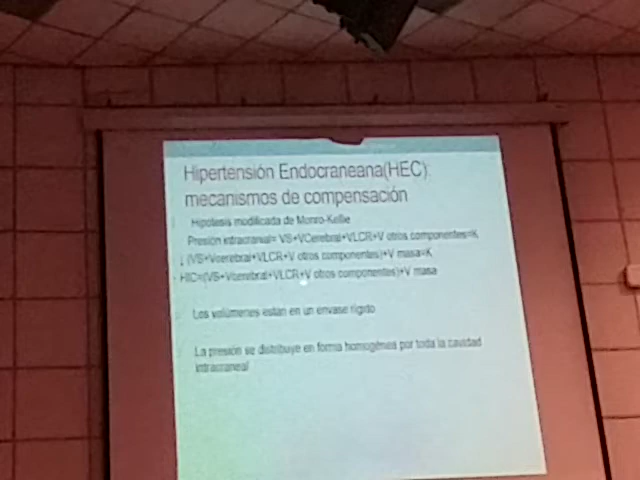 Hipertensión Endocraneana(HEC):
mecanismos de compensación
Hipótesis modificada de Monro-Kellie
Presión intracranial= VS+VCerebral+VLCR+V otros componentes=K
↓ (VS+Vcerebral+VLCR+V otros componentes)+V masa=K
HIC=(VS+Vcerebral+VLCR+V otros componentes)+V masa
Los volúmenes están en un envase rígido
La presión se distribuye en forma homogénea por toda la cavidad
intracraneal